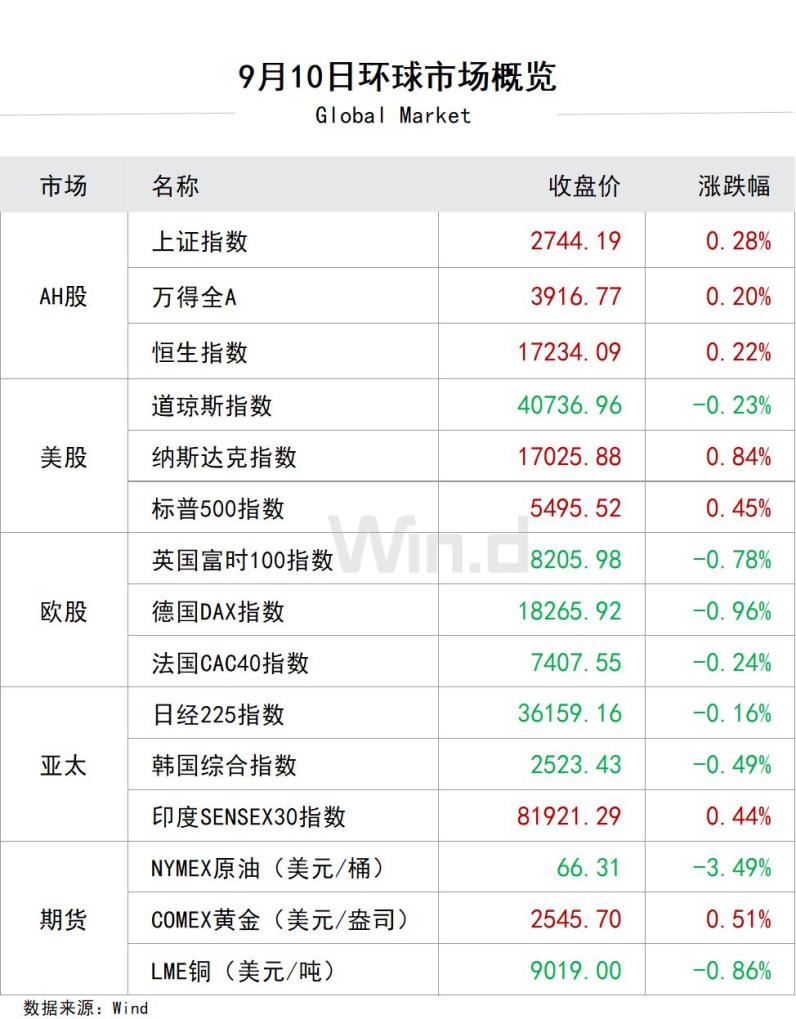 9月10日环球市场概览
Global Market
市场 名称 收盘价 涨跌幅
上证指数 2744.19 0.28%
AH股 万得全A 3916.77 0.20%
恒生指数 17234.09 0.22%
道琼斯指数 40736.96 -0.23%
美股 纳斯达克指数 17025.88 0.84%
标普500指数 5495.52 0.45%
Win.d
英国富时100指数 8205.98 -0.78%
欧股 德国DAX指数 18265.92 -0.96%
法国CAC40指数 7407.55 -0.24%
日经225指数 36159.16 -0.16%
亚太 韩国综合指数 2523.43 -0.49%
印度SENSEX30指数 81921.29 0.44%
NYMEX原油（美元/桶） 66.31 -3.49%
期货 COMEX黄金（美元/盎司） 2545.70 0.51%
LME铜（美元/吨） 9019.00 -0.86%
数据来源：Wind